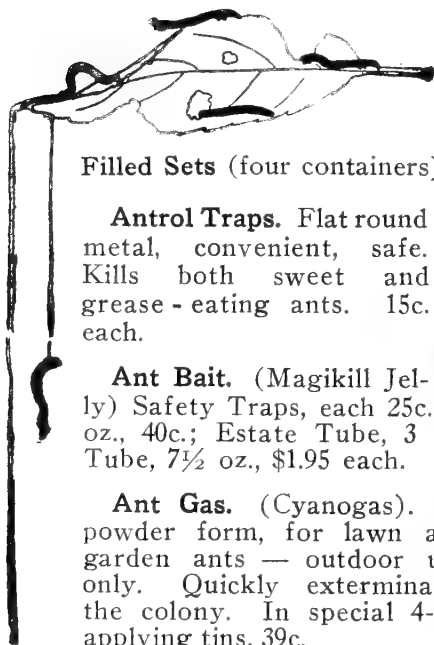 Filled Sets (four containers)
Antrol Traps. Flat round
metal, convenient, safe.
Kills both sweet and
grease-eating ants. 15c.
each.
Ant Bait. (Magikill Jel-
ly) Safety Traps, each 25c.
oz., 40c.; Estate Tube, 3
Tube, 7½ oz., $1.95 each.
Ant Gas. (Cyanogas).
powder form, for lawn a
garden ants — outdoor u
only. Quickly extermina
the colony. In special 4-
applying tins, 39c.